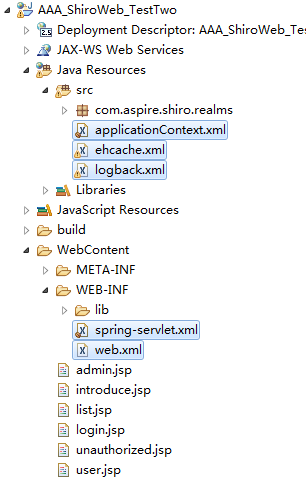 AAA_ShiroWeb_TestTwo
Deployment Descriptor: AAA_ShiroWeb_Te
JAX-WS Web Services
Java Resources
src
com.aspire.shiro.realms
applicationContext.xml
ehcache.xml
logback.xml
Libraries
JavaScript Resources
build
WebContent
META-INF
WEB-INF
lib
spring-servlet.xml
web.xml
admin.jsp
introduce.jsp
list.jsp
login.jsp
unauthorized.jsp
user.jsp